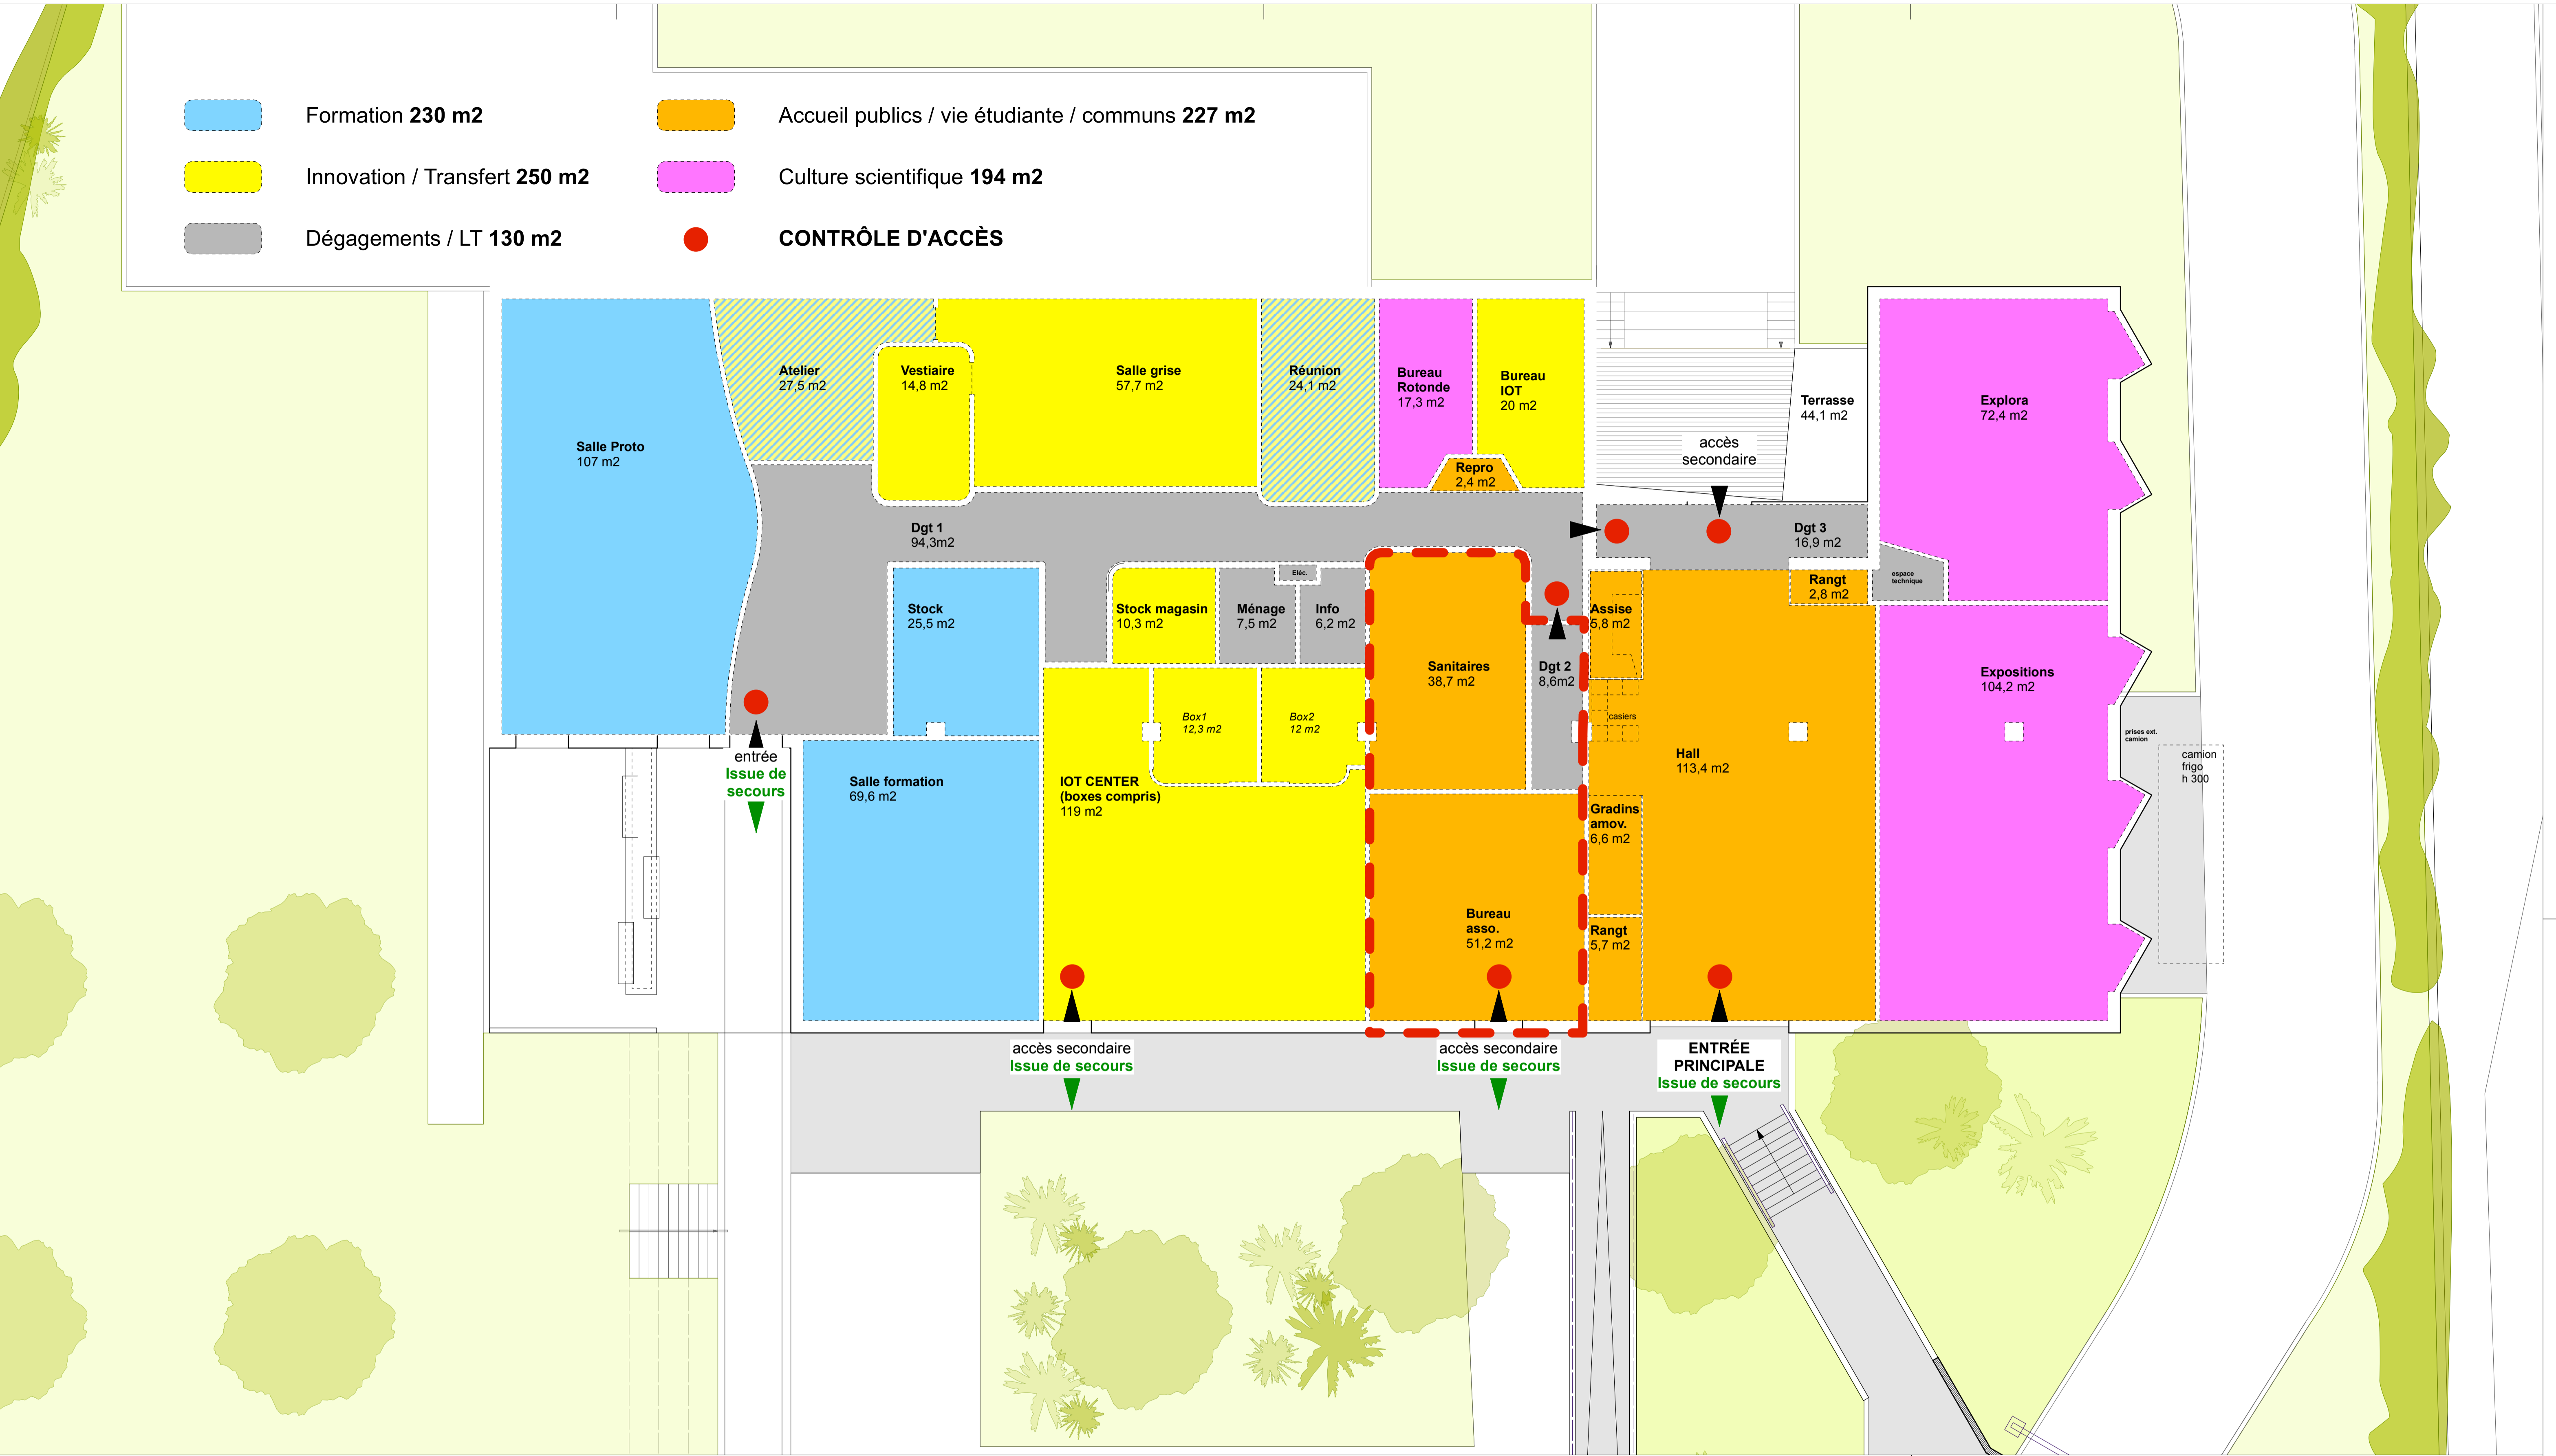 Formation 230 m2
Accueil publics / vie étudiante / communs 227 m2
Innovation / Transfert 250 m2
Culture scientifique 194 m2
Dégagements / LT 130 m2
CONTRÔLE D'ACCÈS
Salle Proto
107 m2
Atelier
27,5 m2
Vestiaire
14,8 m2
Salle grise
57,7 m2
Réunion
24,1 m2
Bureau
Rotonde
17,3 m2
Bureau
IOT
20 m2
Repro
2,4 m2
accès
secondaire
Terrasse
44,1 m2
Explora
72,4 m2
Dgt 1
94,3m2
Dgt 3
16,9 m2
Stock
25,5 m2
Stock magasin
10,3 m2
Ménage
7,5 m2
Eléc.
Info
6,2 m2
Sanitaires
38,7 m2
Dgt 2
8,6m2
Assise
5,8 m2
casiers
Rangt
2,8 m2
espace
technique
Hall
113,4 m2
Expositions
104,2 m2
prises ext.
camion
camion
frigo
h 300
entrée
Issue de
secours
Salle formation
69,6 m2
IOT CENTER
(boxes compris)
119 m2
Box1
12,3 m2
Box2
12 m2
Gradins
amov.
6,6 m2
Bureau
asso.
51,2 m2
Rangt
5,7 m2
accès secondaire
Issue de secours
accès secondaire
Issue de secours
ENTRÉE
PRINCIPALE
Issue de secours